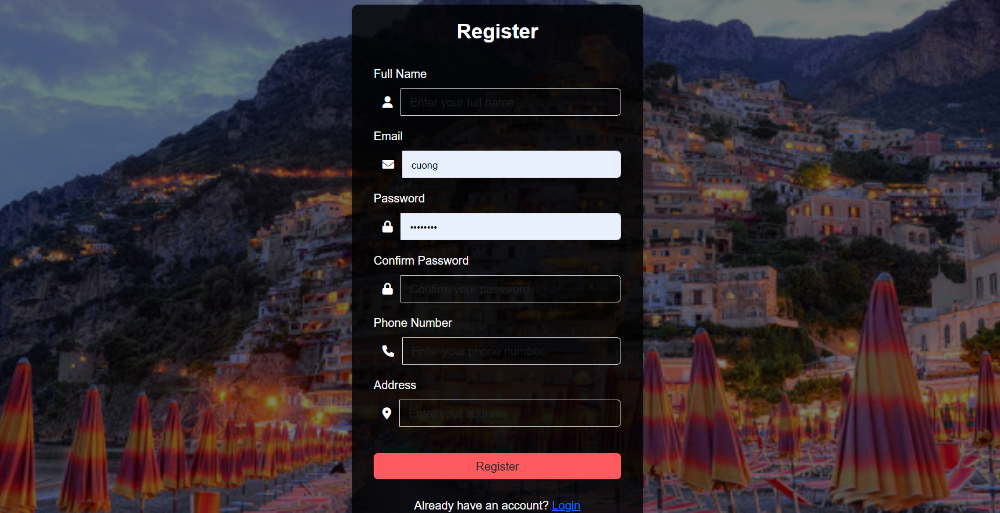 Register
Full Name
Enter your full name
Email
cuong
Password
••••••••
Confirm Password
Confirm your password
Phone Number
Enter your phone number
Address
Enter your address
Register
Already have an account? Login